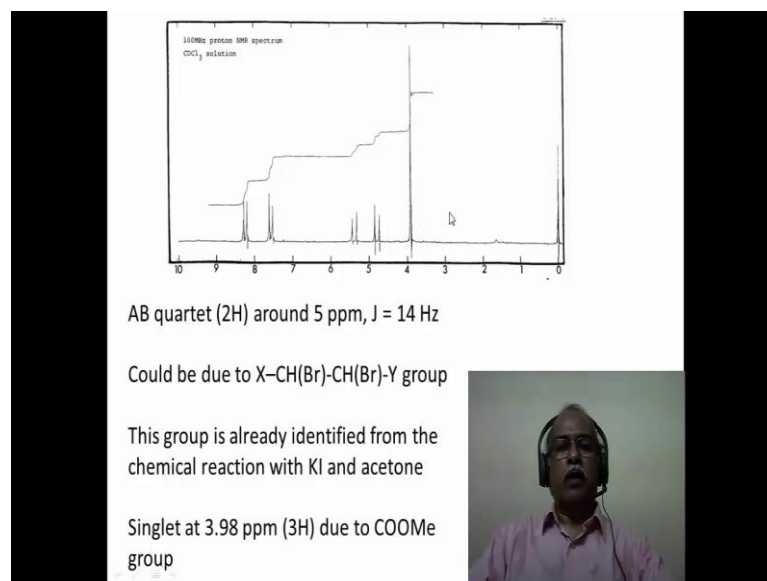 100MHz proton NMR spectrum
CDCl3 solution
10 9 8 7 6 5 4 3 2 1 0
AB quartet (2H) around 5 ppm, J = 14 Hz
Could be due to X–CH(Br)-CH(Br)-Y group
This group is already identified from the
chemical reaction with KI and acetone
Singlet at 3.98 ppm (3H) due to COOMe
group